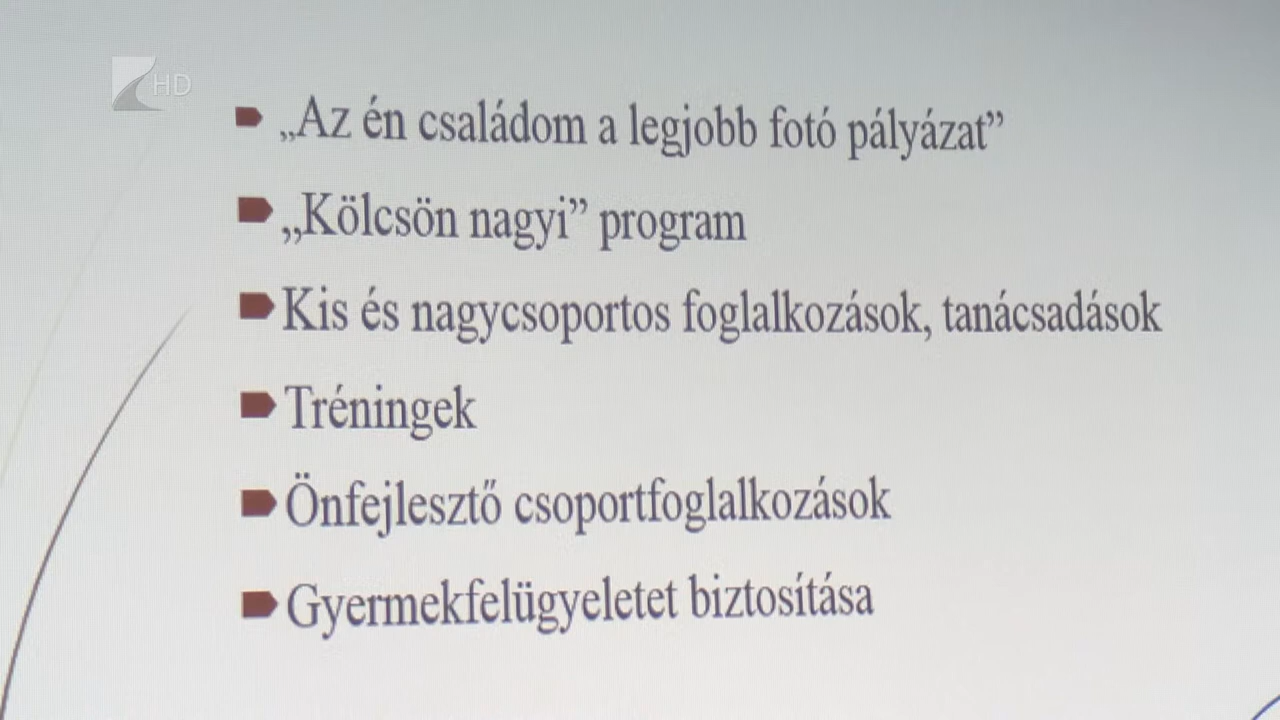 HD
„Az én családom a legjobb fotó pályázat”
„Kölcsön nagyi” program
Kis és nagycsoportos foglalkozások, tanácsadások
Tréningek
Önfejlesztő csoportfoglalkozások
Gyermekfelügyeletet biztosítása